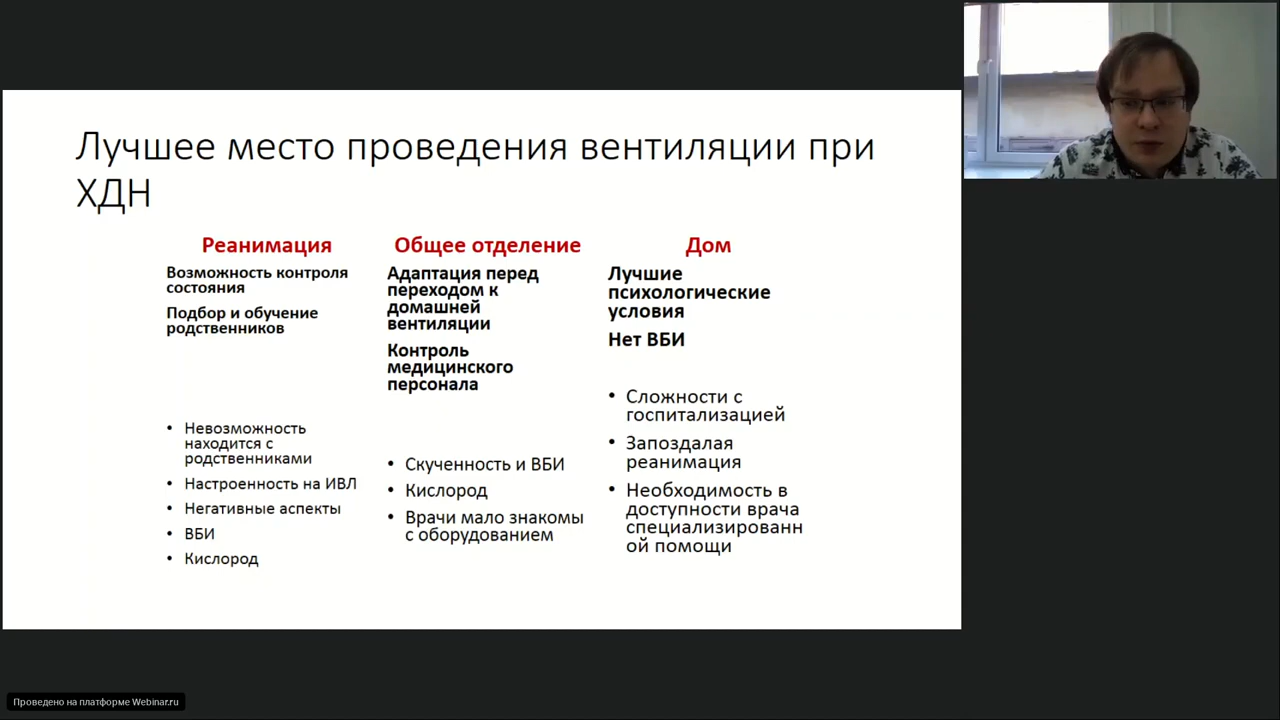 Лучшее место проведения вентиляции при
ХДН
Реанимация
Возможность контроля
состояния
Подбор и обучение
родственников
Невозможность
находится с
родственниками
Настроенность на ИВЛ
Негативные аспекты
ВБИ
Кислород
Общее отделение
Адаптация перед
переходом к
домашней
вентиляции
Контроль
медицинского
персонала
Скученность и ВБИ
Кислород
Врачи мало знакомы
с оборудованием
Дом
Лучшие
психологические
условия
Нет ВБИ
Сложности с
госпитализацией
Запоздалая
реанимация
Необходимость в
доступности врача
специализированн
ой помощи
Проведено на платформе Webinar.ru